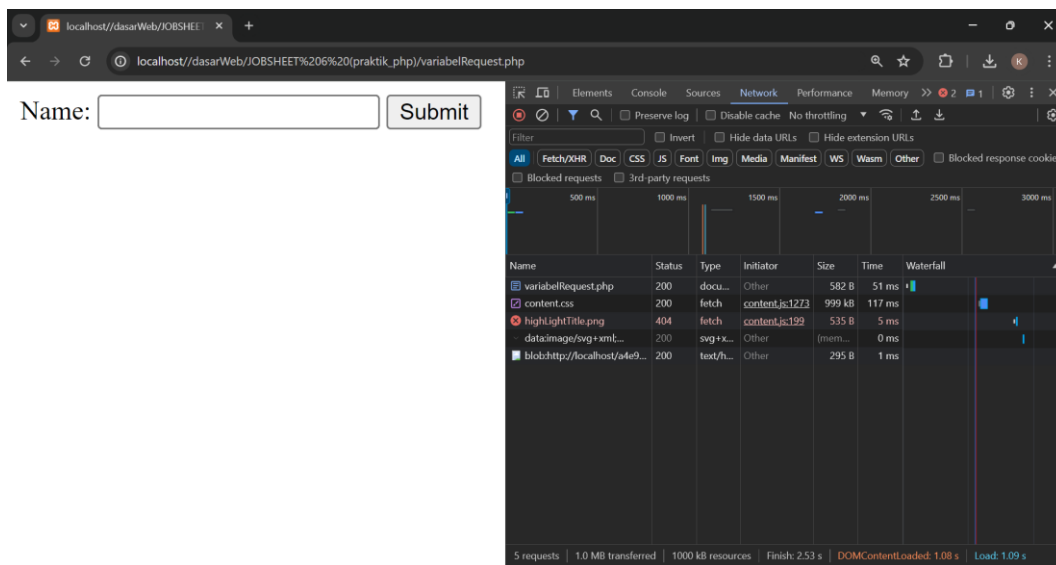 localhost//dasarWeb/JOBSHEET
localhost//dasarWeb/JOBSHEET%206%20(praktik_php)/variabelRequest.php
K
Name: Submit
Elements Console Sources Network Performance Memory 2 1
Preserve log Disable cache No throttling
Filter Invert Hide data URLs Hide extension URLs
All Fetch/XHR Doc CSS JS Font Img Media Manifest WS Wasm Other Blocked response cookie
Blocked requests 3rd-party requests
500 ms 1000 ms 1500 ms 2000 ms 2500 ms 3000 ms
Name Status Type Initiator Size Time Waterfall
variabelRequest.php 200 docu... Other 582 B 51 ms
content.css 200 fetch content.js:1273 999 kB 117 ms
highLightTitle.png 404 fetch content.js:199 535 B 5 ms
data:image/svg+xml;... 200 svg+x... Other (mem... 0 ms
blob:http://localhost/a4e9... 200 text/h... Other 295 B 1 ms
5 requests 1.0 MB transferred 1000 kB resources Finish: 2.53 s DOMContentLoaded: 1.08 s Load: 1.09 s